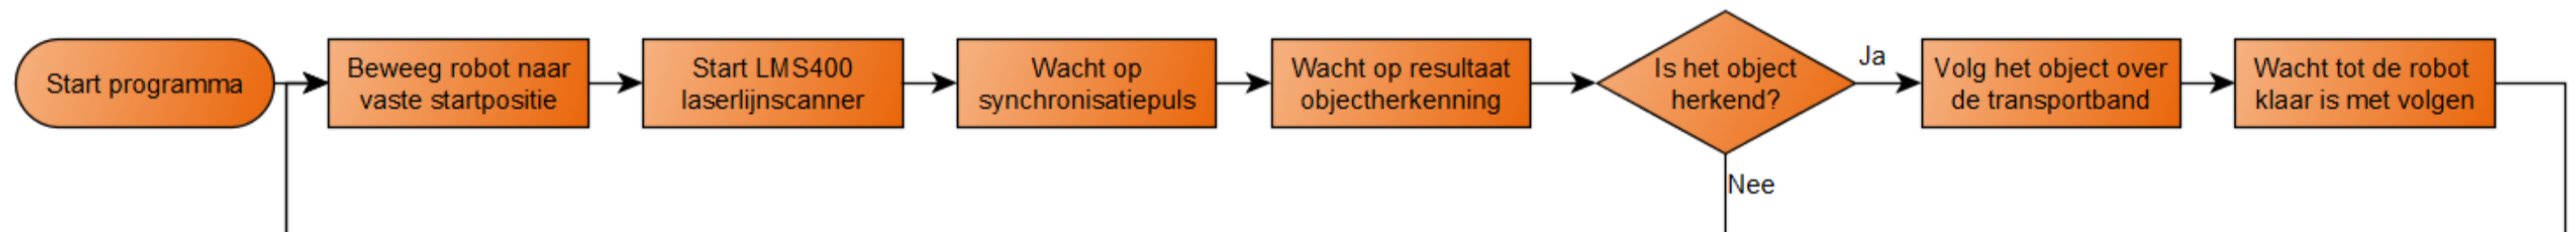 Start programma
Beweeg robot naar
vaste startpositie
Start LMS400
laserlijnscanner
Wacht op
synchronisatiepuls
Wacht op resultaat
objectherkenning
Is het object
herkend?
Ja
Nee
Volg het object over
de transportband
Wacht tot de robot
klaar is met volgen